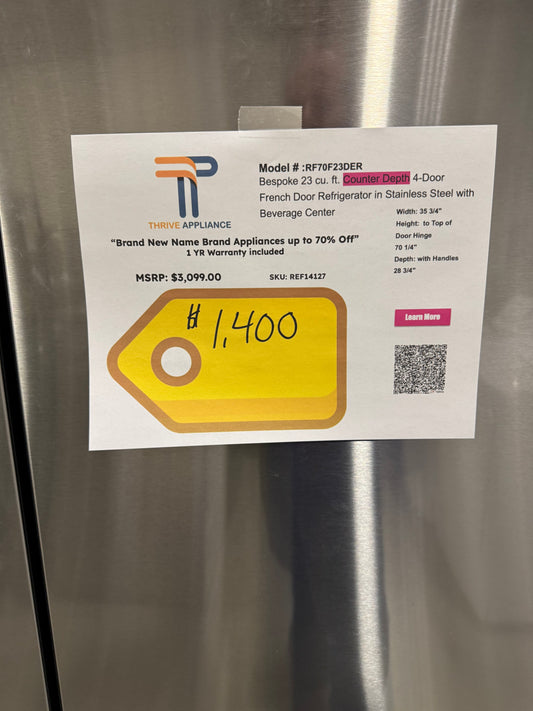 THRIVE APPLIANCE
Model # :RF70F23DER
Bespoke 23 cu. ft. Counter Depth 4-Door
French Door Refrigerator in Stainless Steel with
Beverage Center
Width: 35 3/4"
Height: to Top of
Door Hinge
70 1/4"
Depth: with Handles
28 3/4"
“Brand New Name Brand Appliances up to 70% Off”
1 YR Warranty included
MSRP: $3,099.00
SKU: REF14127
$1,400
Learn More